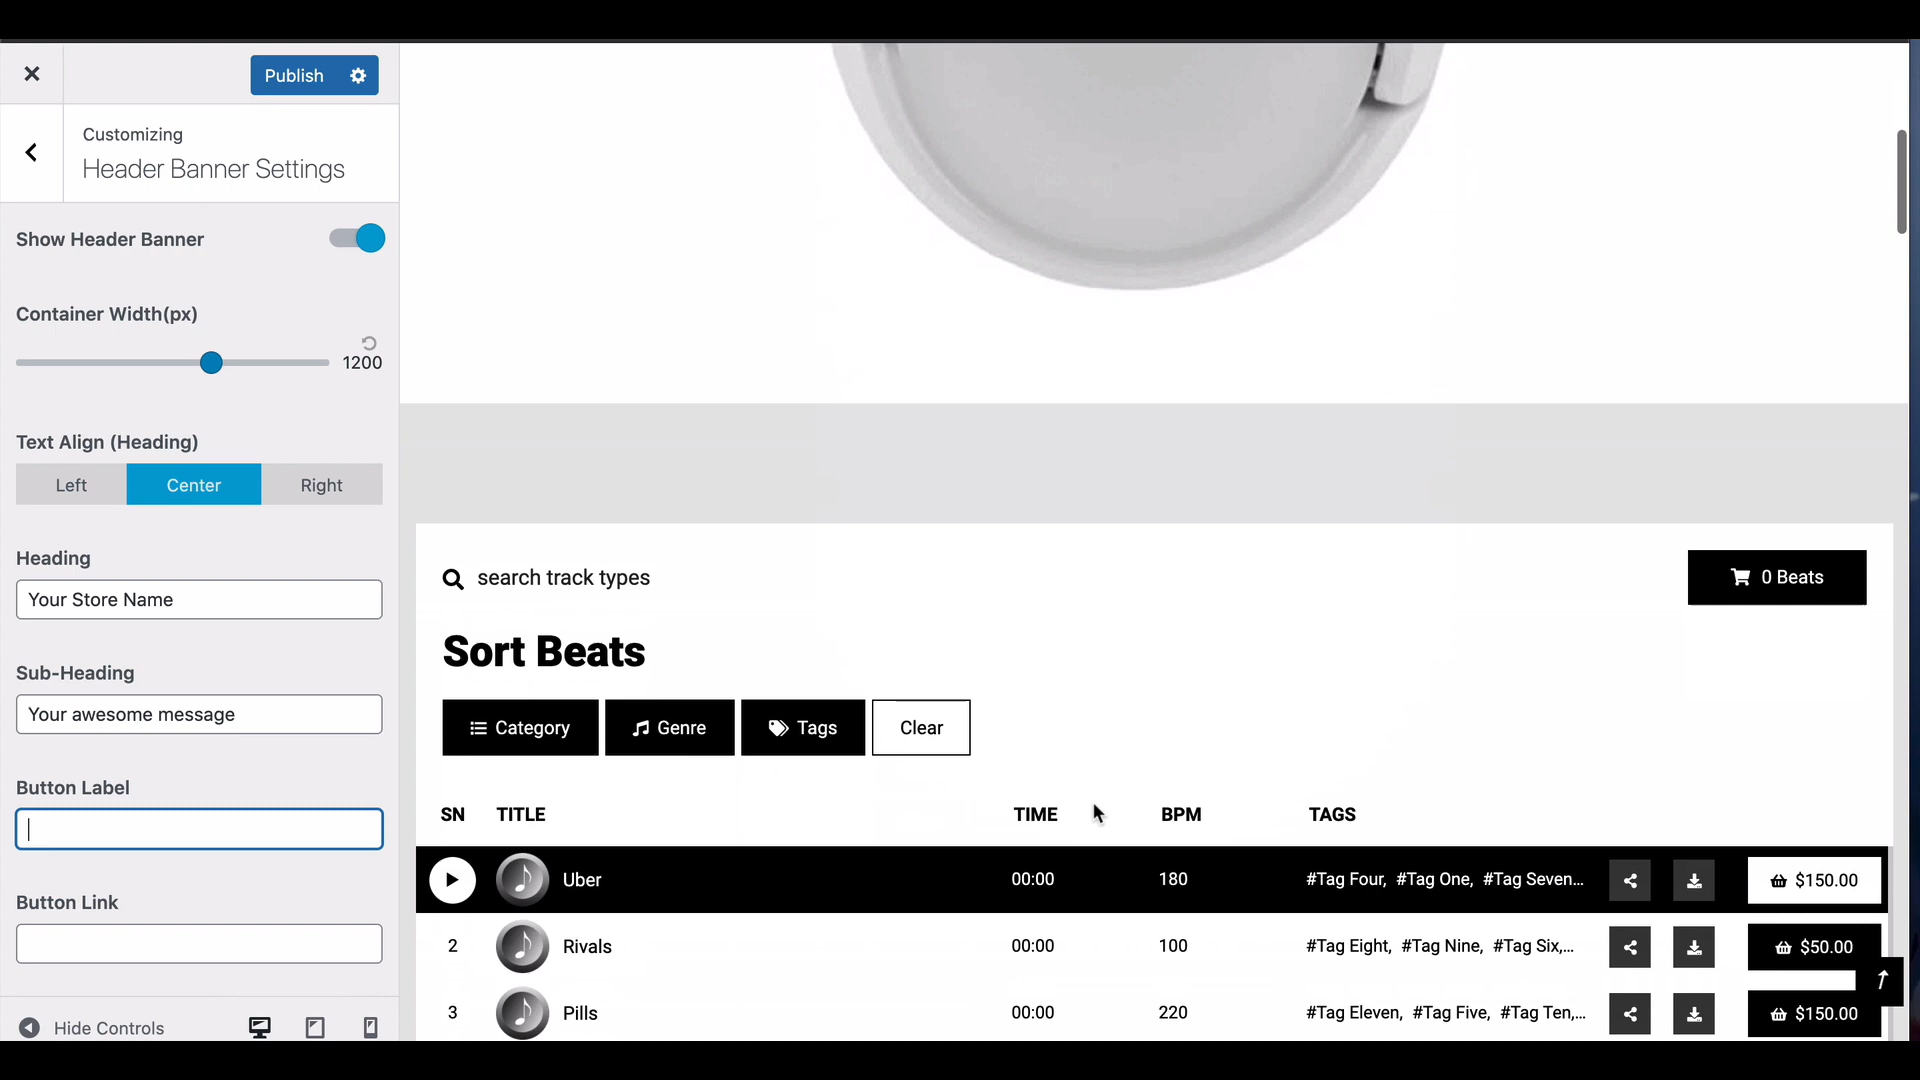 Publish
Customizing
Header Banner Settings
Show Header Banner
Container Width(px)
1200
Text Align (Heading)
Left Center Right
Heading
Your Store Name
Sub-Heading
Your awesome message
Button Label
Button Link
Hide Controls
search track types
0 Beats
Sort Beats
Category Genre Tags Clear
SN TITLE TIME BPM TAGS
Uber 00:00 180 #Tag Four, #Tag One, #Tag Seven... $150.00
2 Rivals 00:00 100 #Tag Eight, #Tag Nine, #Tag Six,... $50.00
3 Pills 00:00 220 #Tag Eleven, #Tag Five, #Tag Ten,... $150.00